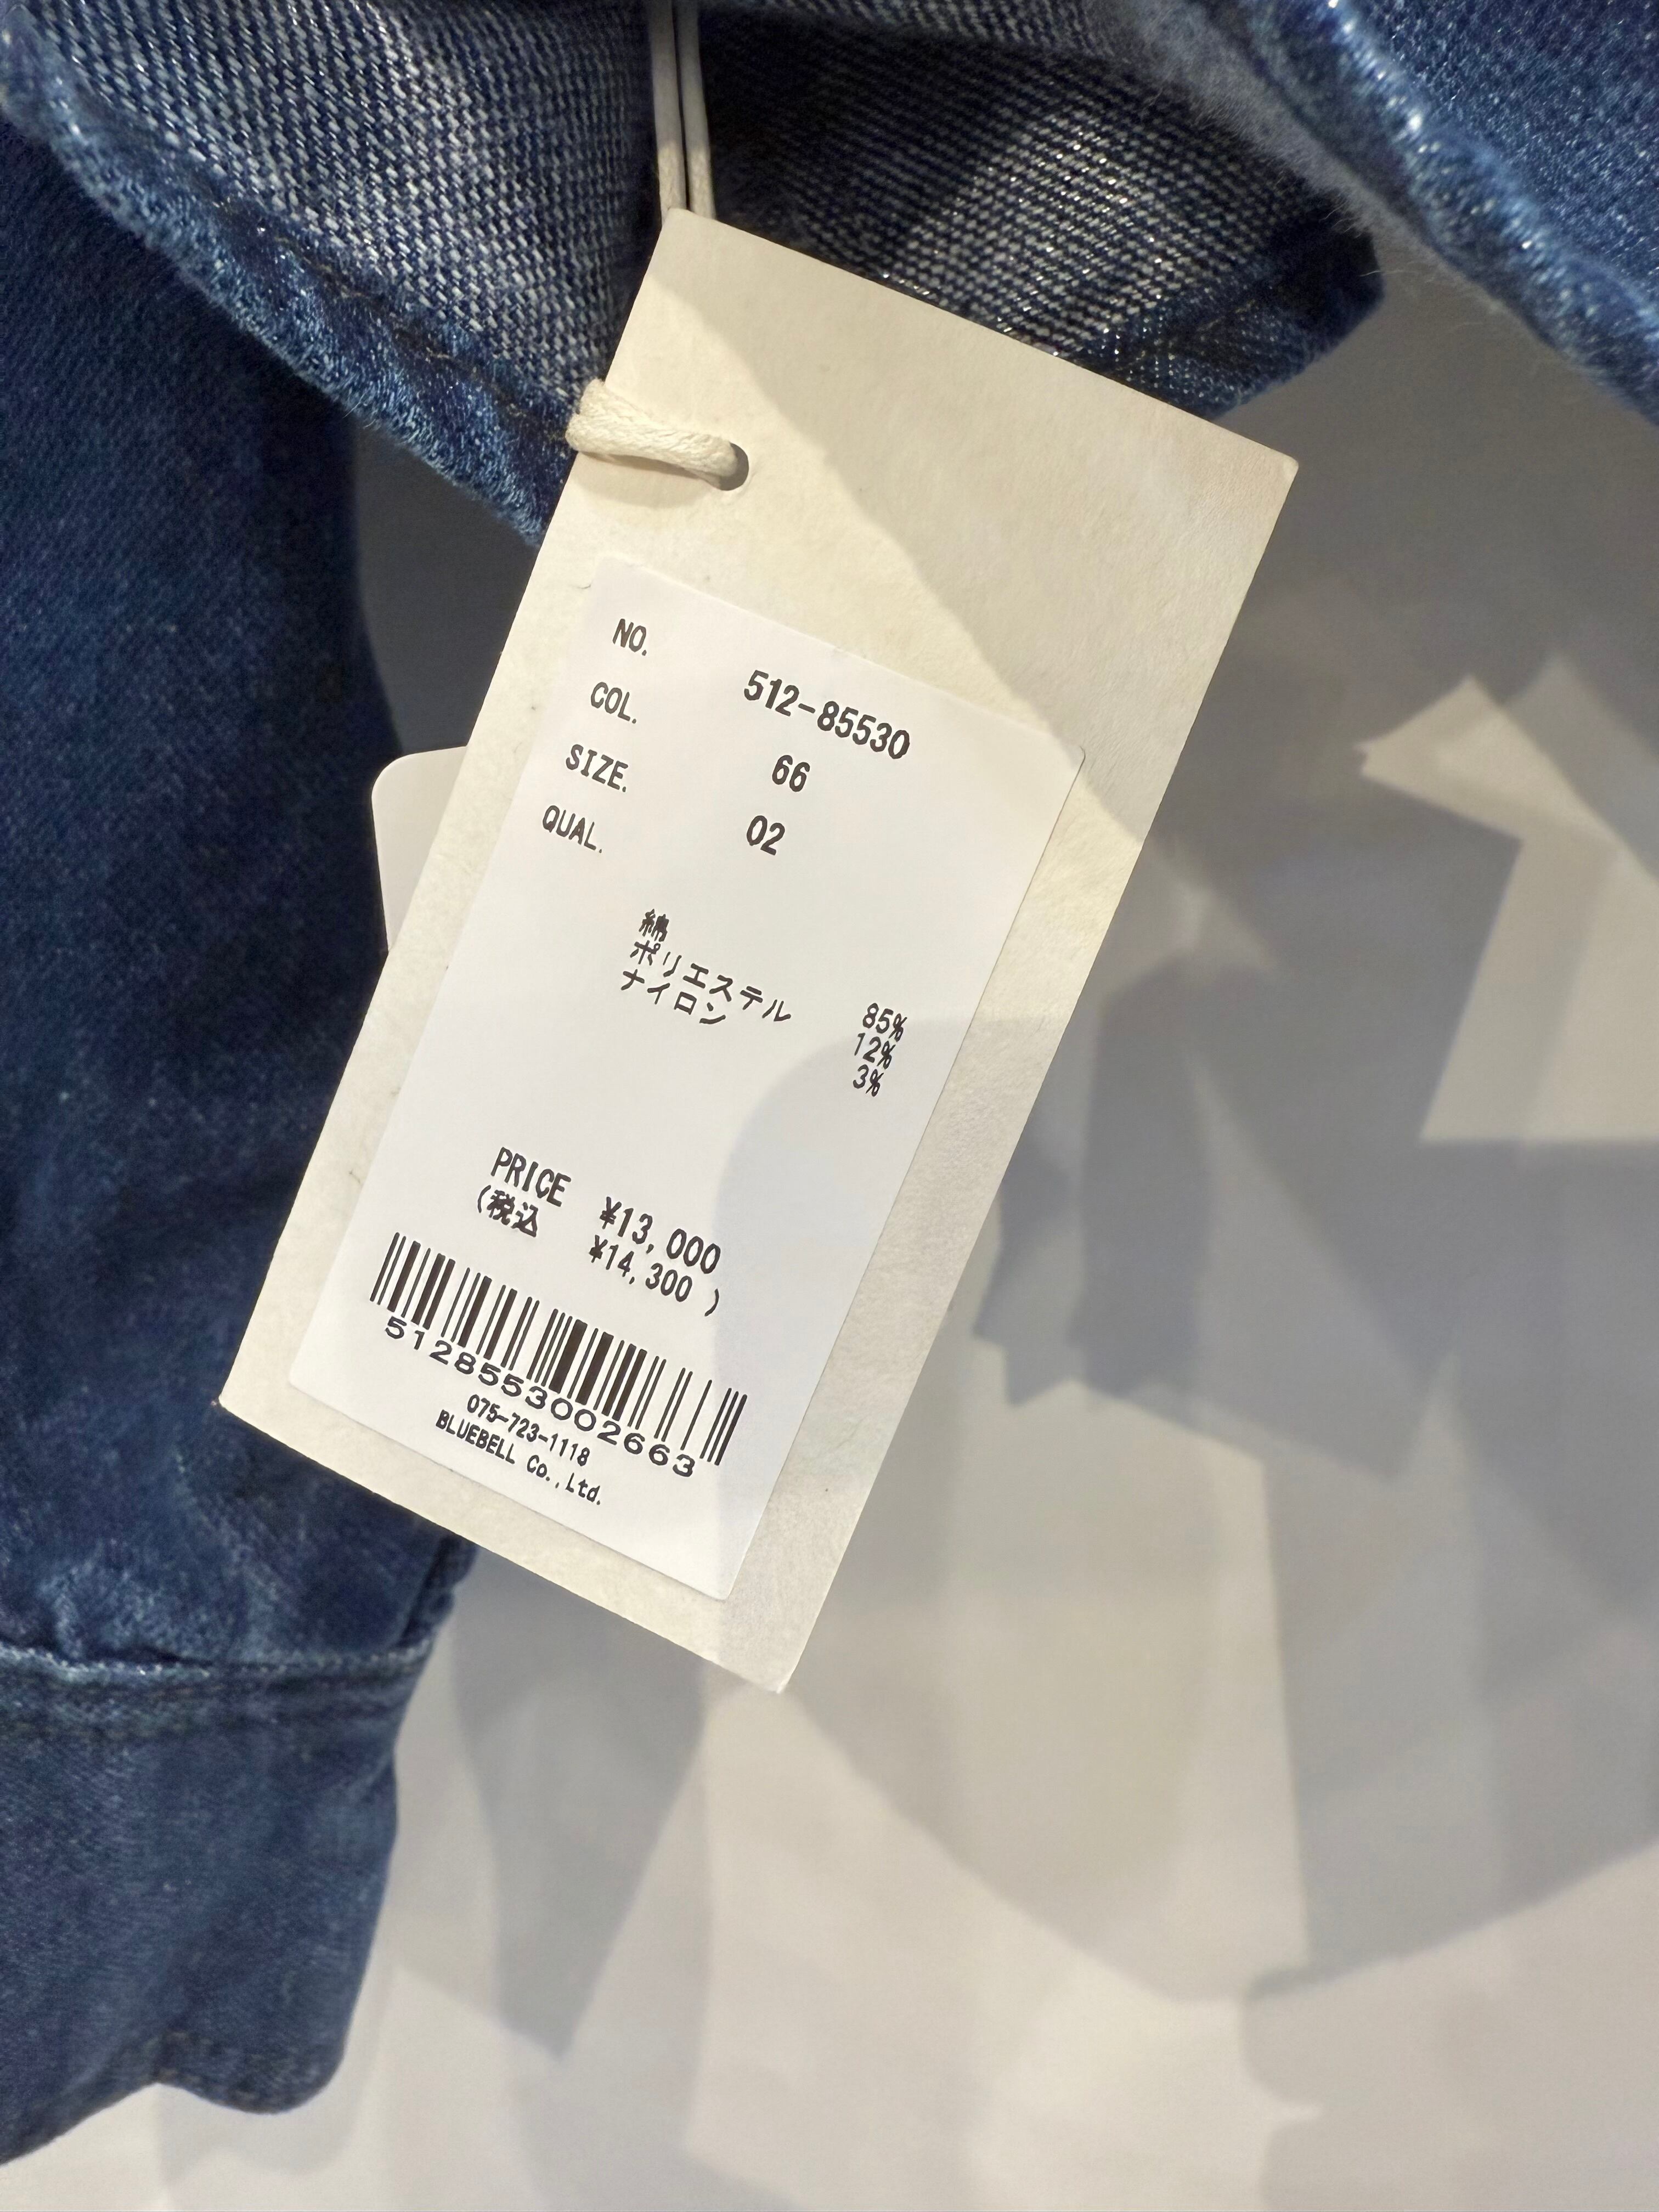 NO. 512-85530
COL. 66
SIZE. 02
QUAL.
綿 85%
ポリエステル 12%
ナイロン 3%
PRICE ¥13,000
(税込 ¥14,300 )
5128553002663
075-723-1118
BLUEBELL Co.,Ltd.